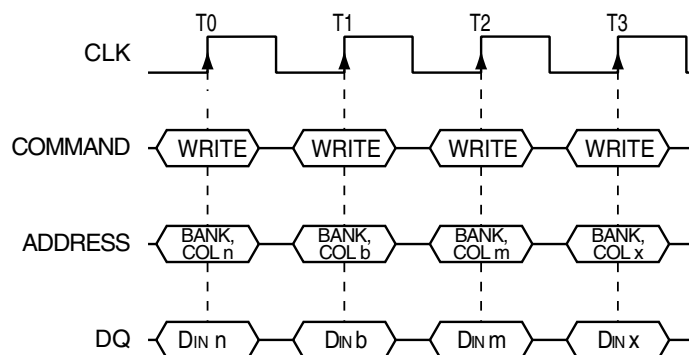 T0 T1 T2 T3
CLK
COMMAND WRITE WRITE WRITE WRITE
ADDRESS BANK, BANK, BANK, BANK,
COL n COL b COL m COL x
DQ DIN n DIN b DIN m DIN x